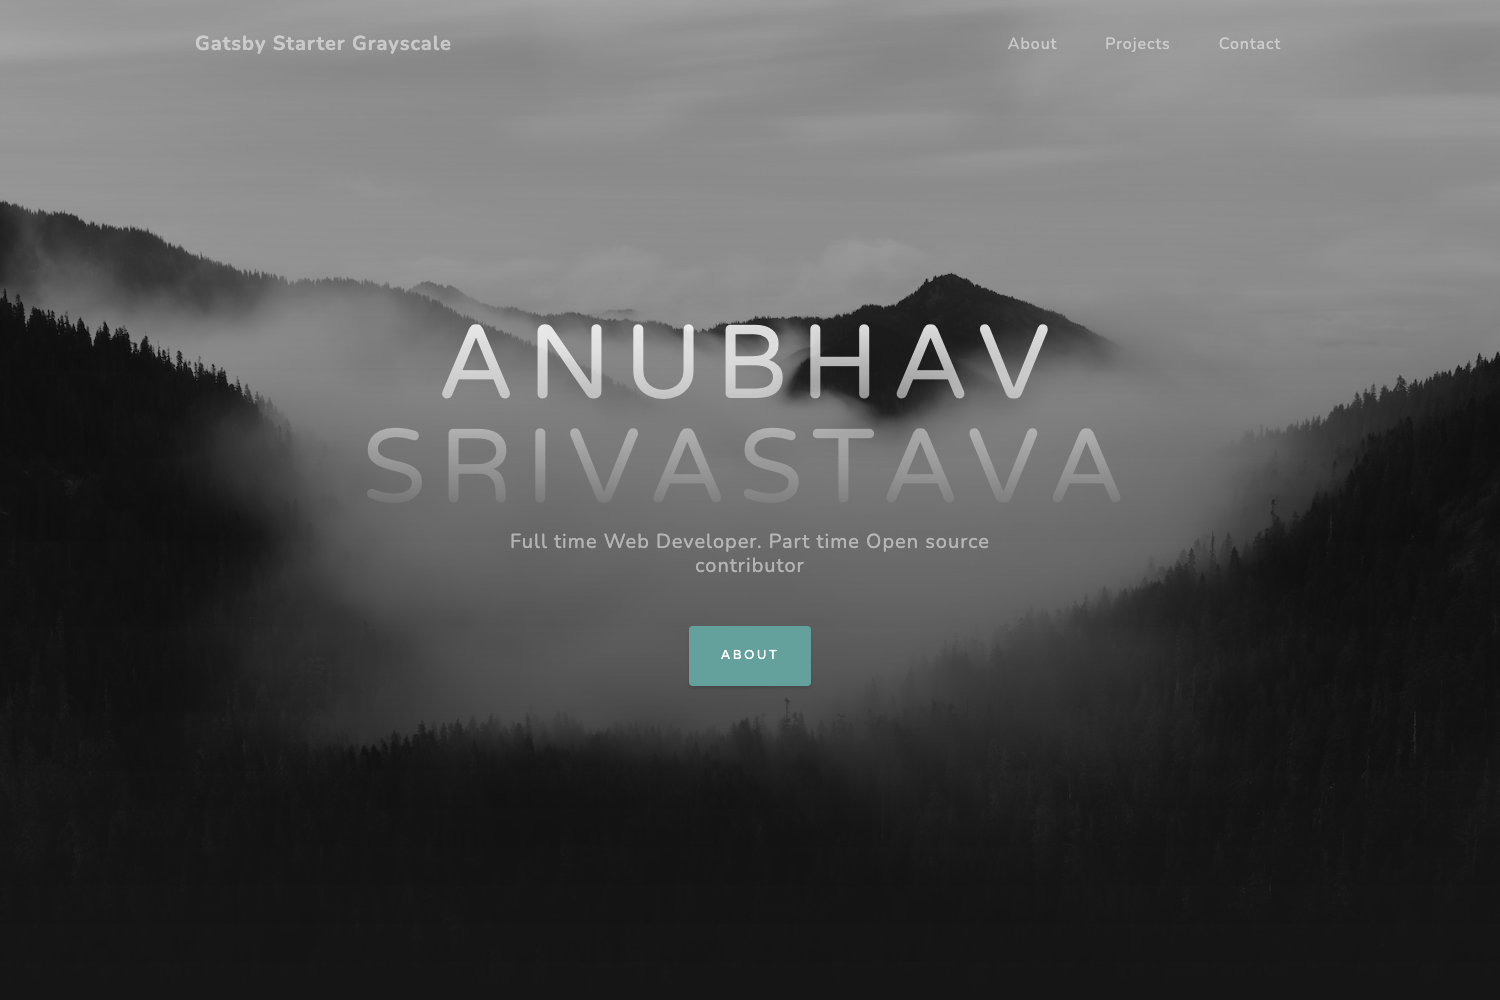 Gatsby Starter Grayscale
About Projects Contact
ANUBHAV
SRIVASTAVA
Full time Web Developer. Part time Open source
contributor
ABOUT